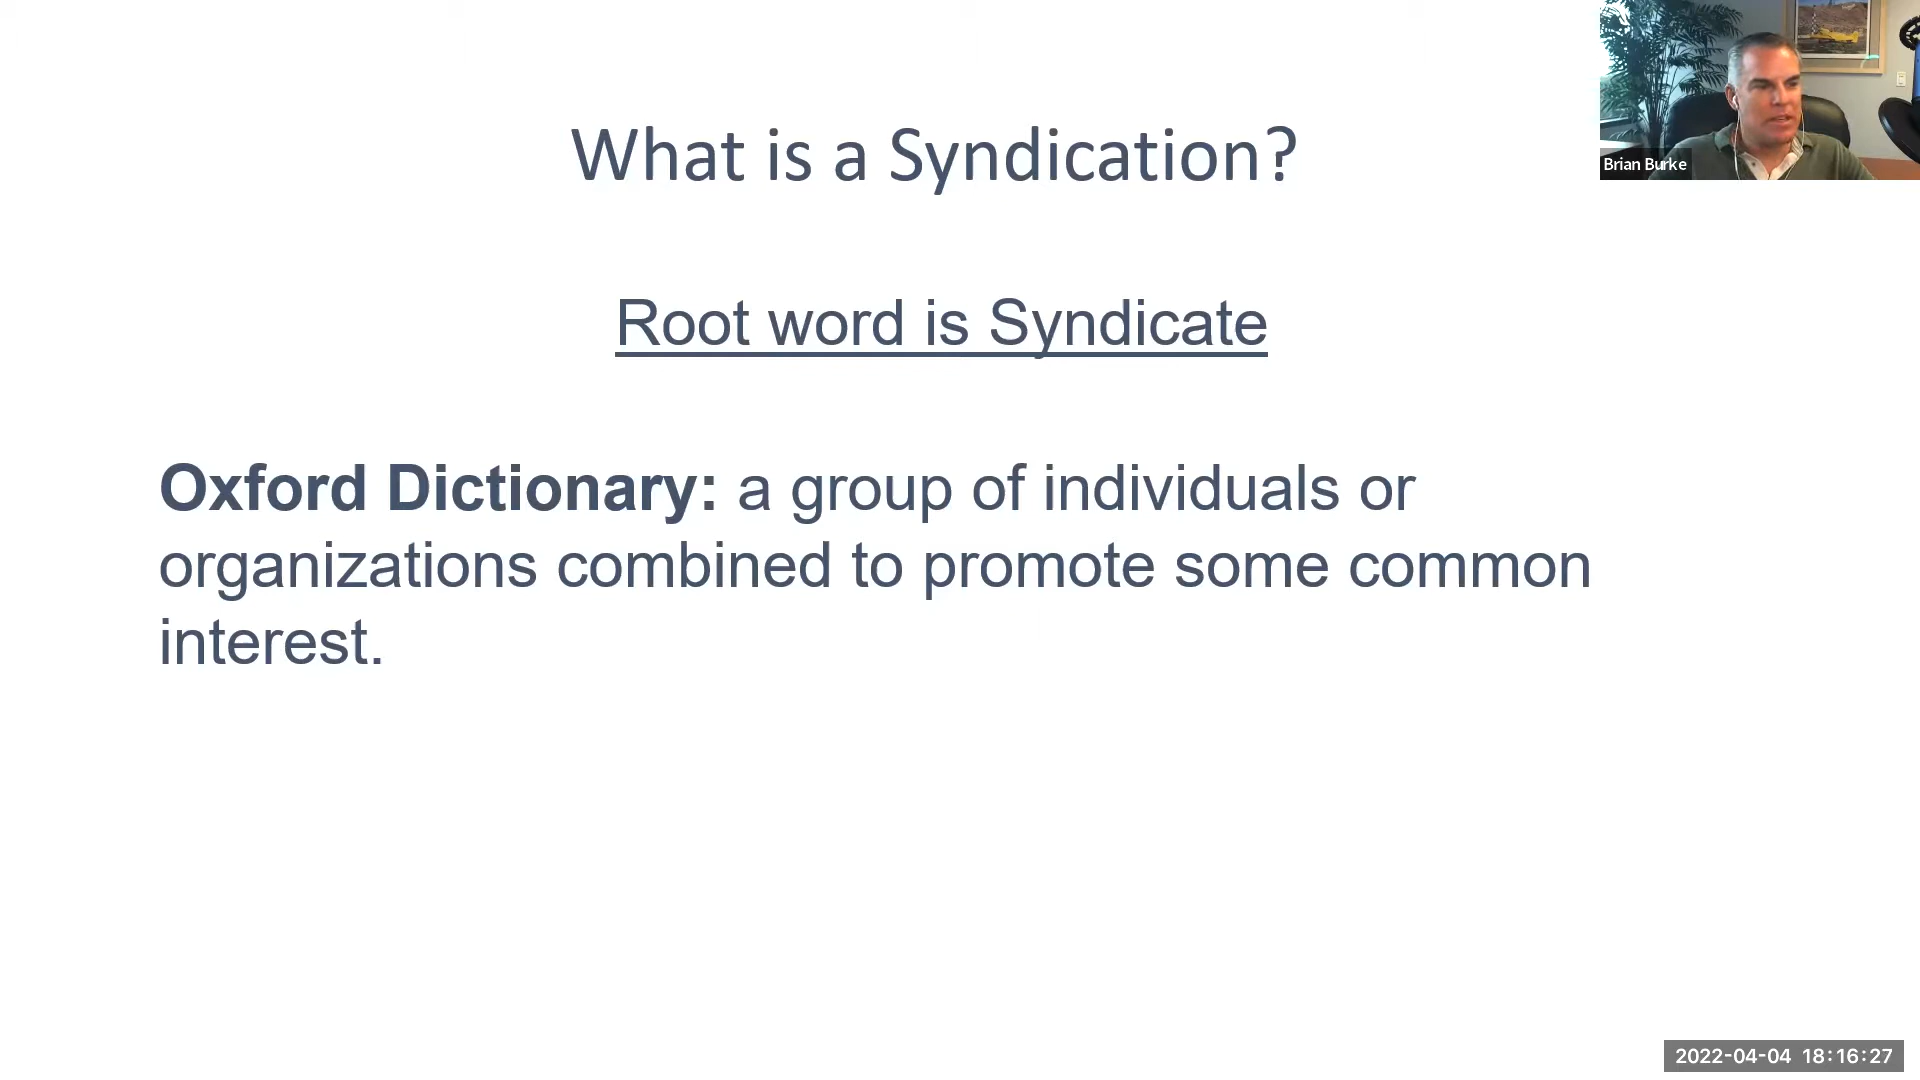 What is a Syndication?
Brian Burke
Root word is Syndicate
Oxford Dictionary: a group of individuals or
organizations combined to promote some common
interest.
2022-04-04 18:16:27